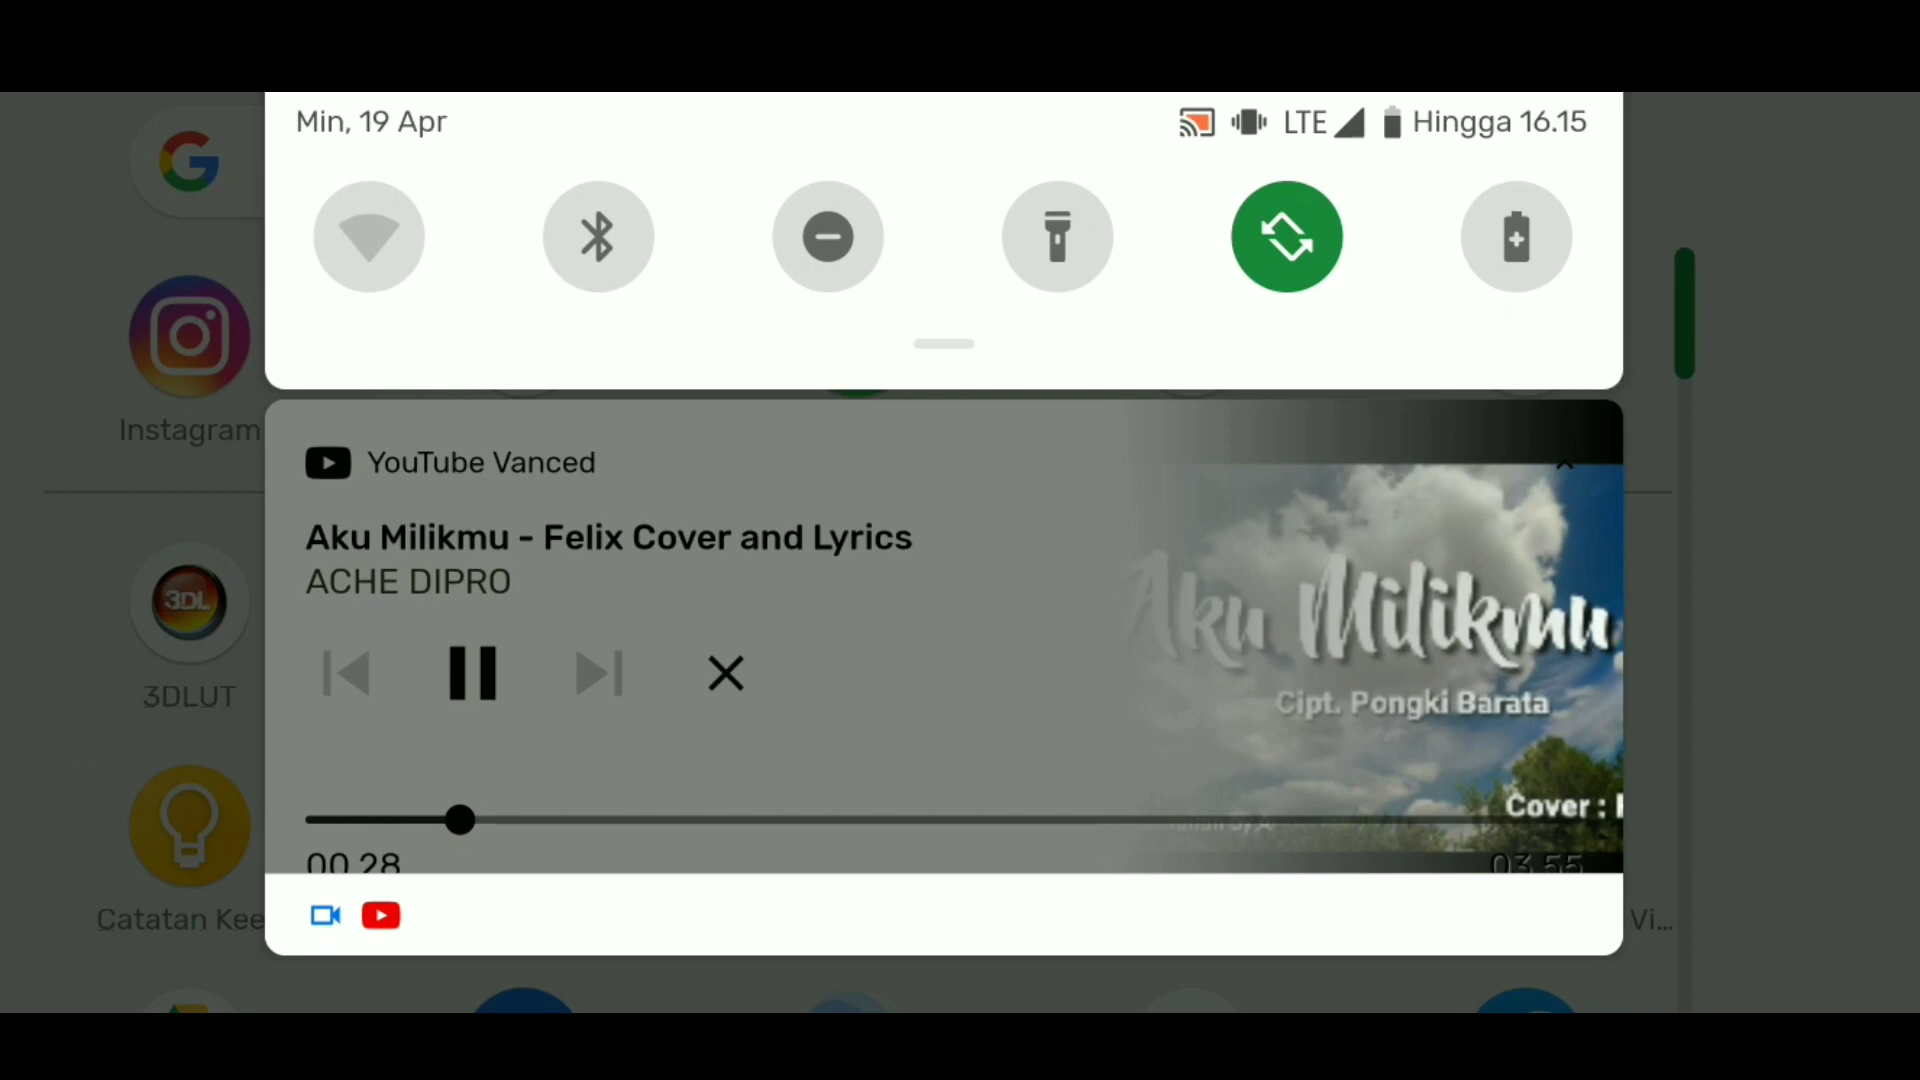 Min, 19 Apr
LTE Hingga 16.15
Instagram
YouTube Vanced
Aku Milikmu - Felix Cover and Lyrics
ACHE DIPRO
Aku Milikmu
Cipt. Pongki Barata
3DL
3DLUT
Cover :
00.28
03.55
Catatan Kee
Vi...